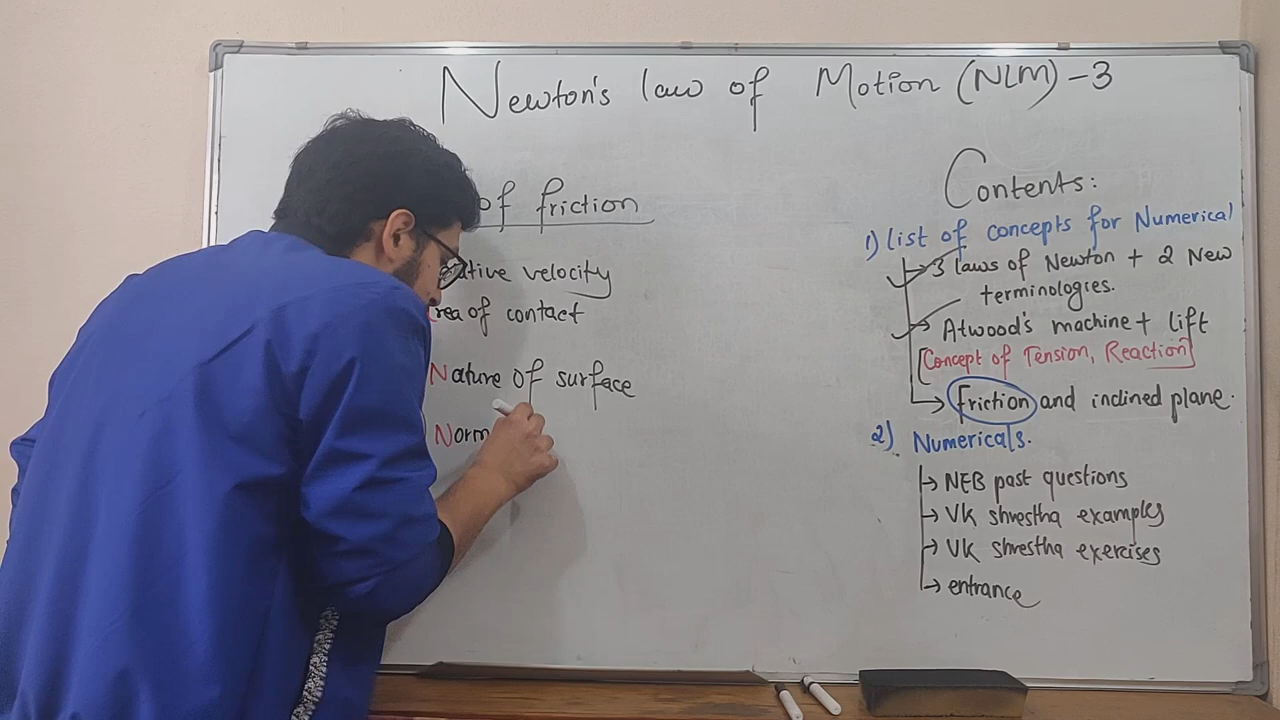 Newton's law of Motion (NLM)-3
of friction
ative velocity
rea of contact
Nature of surface
Norm
Contents:
1) list of concepts for Numerical
→ 3 laws of Newton + 2 New
terminologies.
→ Atwood's machine + lift
[Concept of Tension, Reaction]
→ friction and inclined plane.
2) Numericals.
→ NEB past questions
→ VK shrestha examples
→ VK shrestha exercises
→ entrance